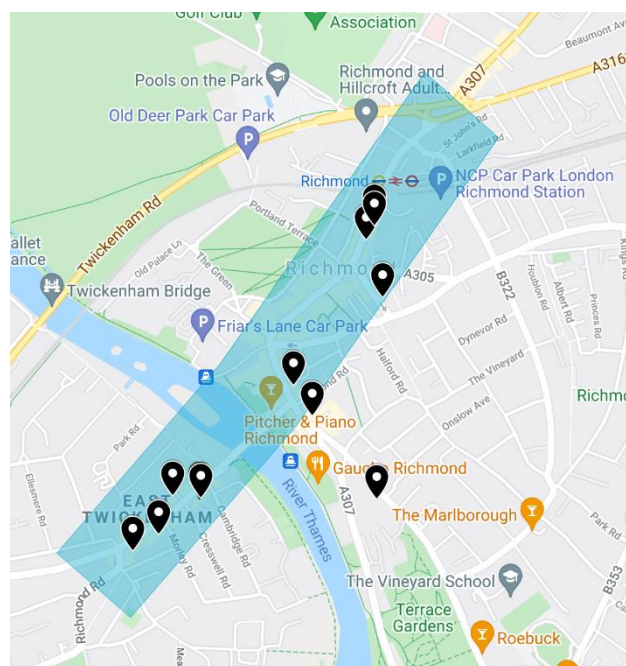 Golf Club
Association
Beaumont Ave
A307
A316
Pools on the Park
Richmond and
Hillcroft Adult...
Old Deer Park Car Park
St John's Rd
Larkfield Rd
Richmond
NCP Car Park London
Richmond Station
Twickenham Rd
Portland Terrace
Old Palace
The Green
Richmond
A305
Kings Rd
Twickenham Bridge
B322
Houblon Rd
Albert Rd
Princes Rd
Friar's Lane Car Park
Dynevor Rd
Halford Rd
The Vineyard
Pitcher & Piano
Richmond
Onslow Ave
Park Rd
Gaucho Richmond
Ellesmere Rd
EAST
TWICKENHAM
River Thames
A307
The Marlborough
Cambridge Rd
Cresswell Rd
Morley Rd
Park Rd
B353
Richmond Rd
The Vineyard School
Terrace
Gardens
Roebuck